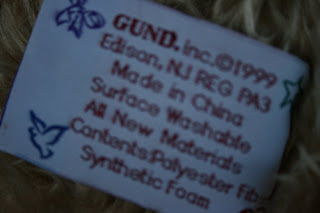 GUND. inc.©1999
Edison, NJ REG PA3
Made in China
Surface Washable
All New Materials
Contents:Polyester Fiber
Synthetic Foam